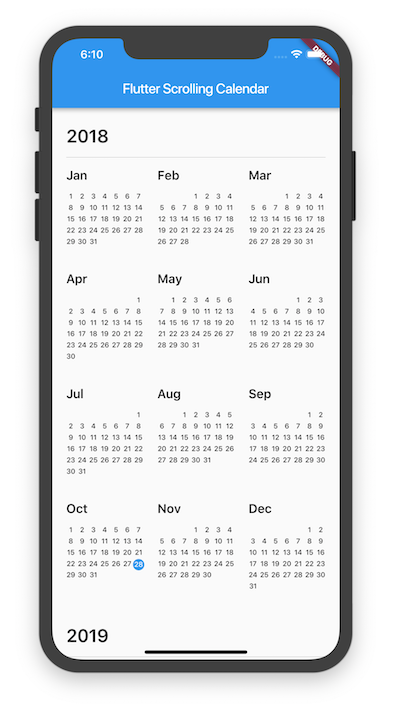 6:10
DEBUG
Flutter Scrolling Calendar
2018
Jan
1 2 3 4 5 6 7
8 9 10 11 12 13 14
15 16 17 18 19 20 21
22 23 24 25 26 27 28
29 30 31
Feb
1 2 3 4
5 6 7 8 9 10 11
12 13 14 15 16 17 18
19 20 21 22 23 24 25
26 27 28
Mar
1 2 3 4
5 6 7 8 9 10 11
12 13 14 15 16 17 18
19 20 21 22 23 24 25
26 27 28 29 30 31
Apr
1
2 3 4 5 6 7 8
9 10 11 12 13 14 15
16 17 18 19 20 21 22
23 24 25 26 27 28 29
30
May
1 2 3 4 5 6
7 8 9 10 11 12 13
14 15 16 17 18 19 20
21 22 23 24 25 26 27
28 29 30 31
Jun
1 2 3
4 5 6 7 8 9 10
11 12 13 14 15 16 17
18 19 20 21 22 23 24
25 26 27 28 29 30
Jul
1
2 3 4 5 6 7 8
9 10 11 12 13 14 15
16 17 18 19 20 21 22
23 24 25 26 27 28 29
30 31
Aug
1 2 3 4 5
6 7 8 9 10 11 12
13 14 15 16 17 18 19
20 21 22 23 24 25 26
27 28 29 30 31
Sep
1 2
3 4 5 6 7 8 9
10 11 12 13 14 15 16
17 18 19 20 21 22 23
24 25 26 27 28 29 30
Oct
1 2 3 4 5 6 7
8 9 10 11 12 13 14
15 16 17 18 19 20 21
22 23 24 25 26 27 28
29 30 31
Nov
1 2 3 4
5 6 7 8 9 10 11
12 13 14 15 16 17 18
19 20 21 22 23 24 25
26 27 28 29 30
Dec
1 2
3 4 5 6 7 8 9
10 11 12 13 14 15 16
17 18 19 20 21 22 23
24 25 26 27 28 29 30
31
2019